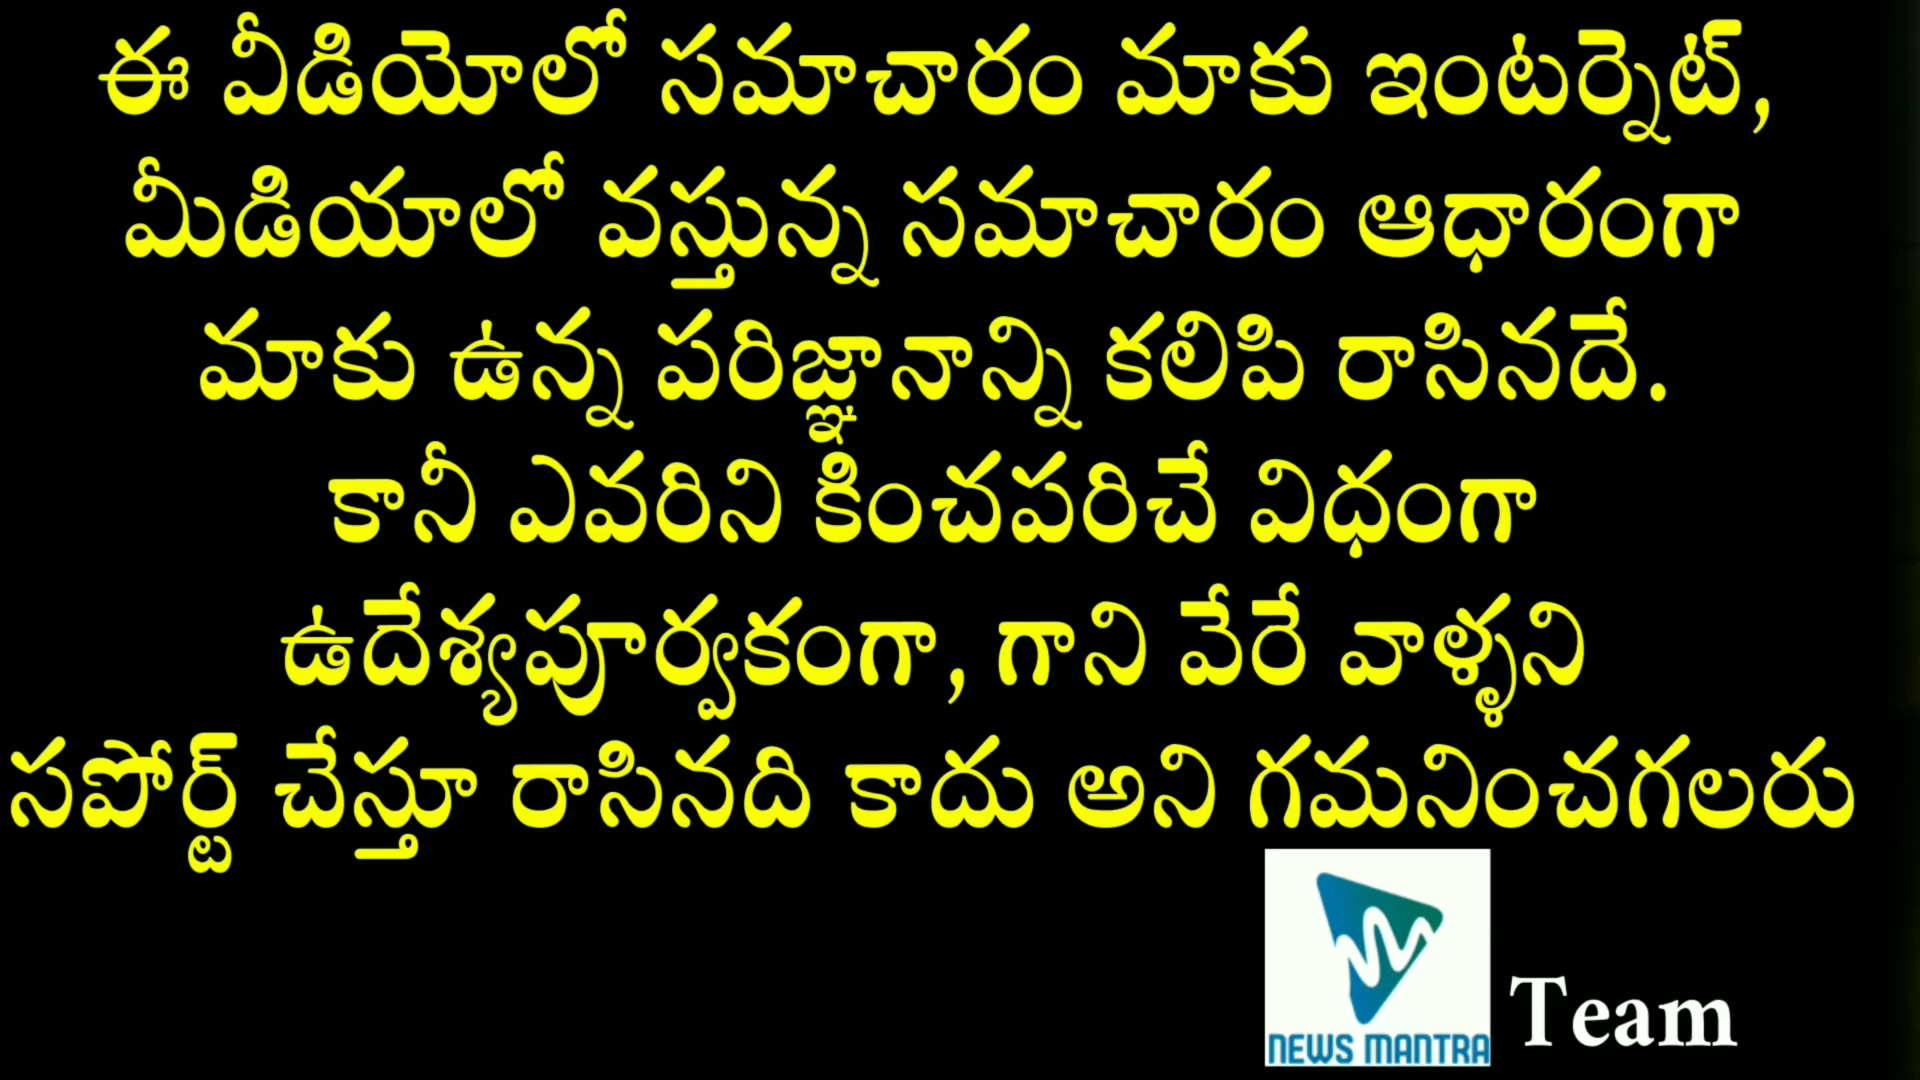 ఈ వీడియోలో సమాచారం మాకు ఇంటర్నెట్,
మీడియాలో వస్తున్న సమాచారం ఆధారంగా
మాకు ఉన్న పరిజ్ఞానాన్ని కలిపి రాసినదే.
కానీ ఎవరిని కించపరిచే విధంగా
ఉదేశ్యపూర్వకంగా, గాని వేరే వాళ్ళని
సపోర్ట్ చేస్తూ రాసినది కాదు అని గమనించగలరు
NEWS MANTRA Team